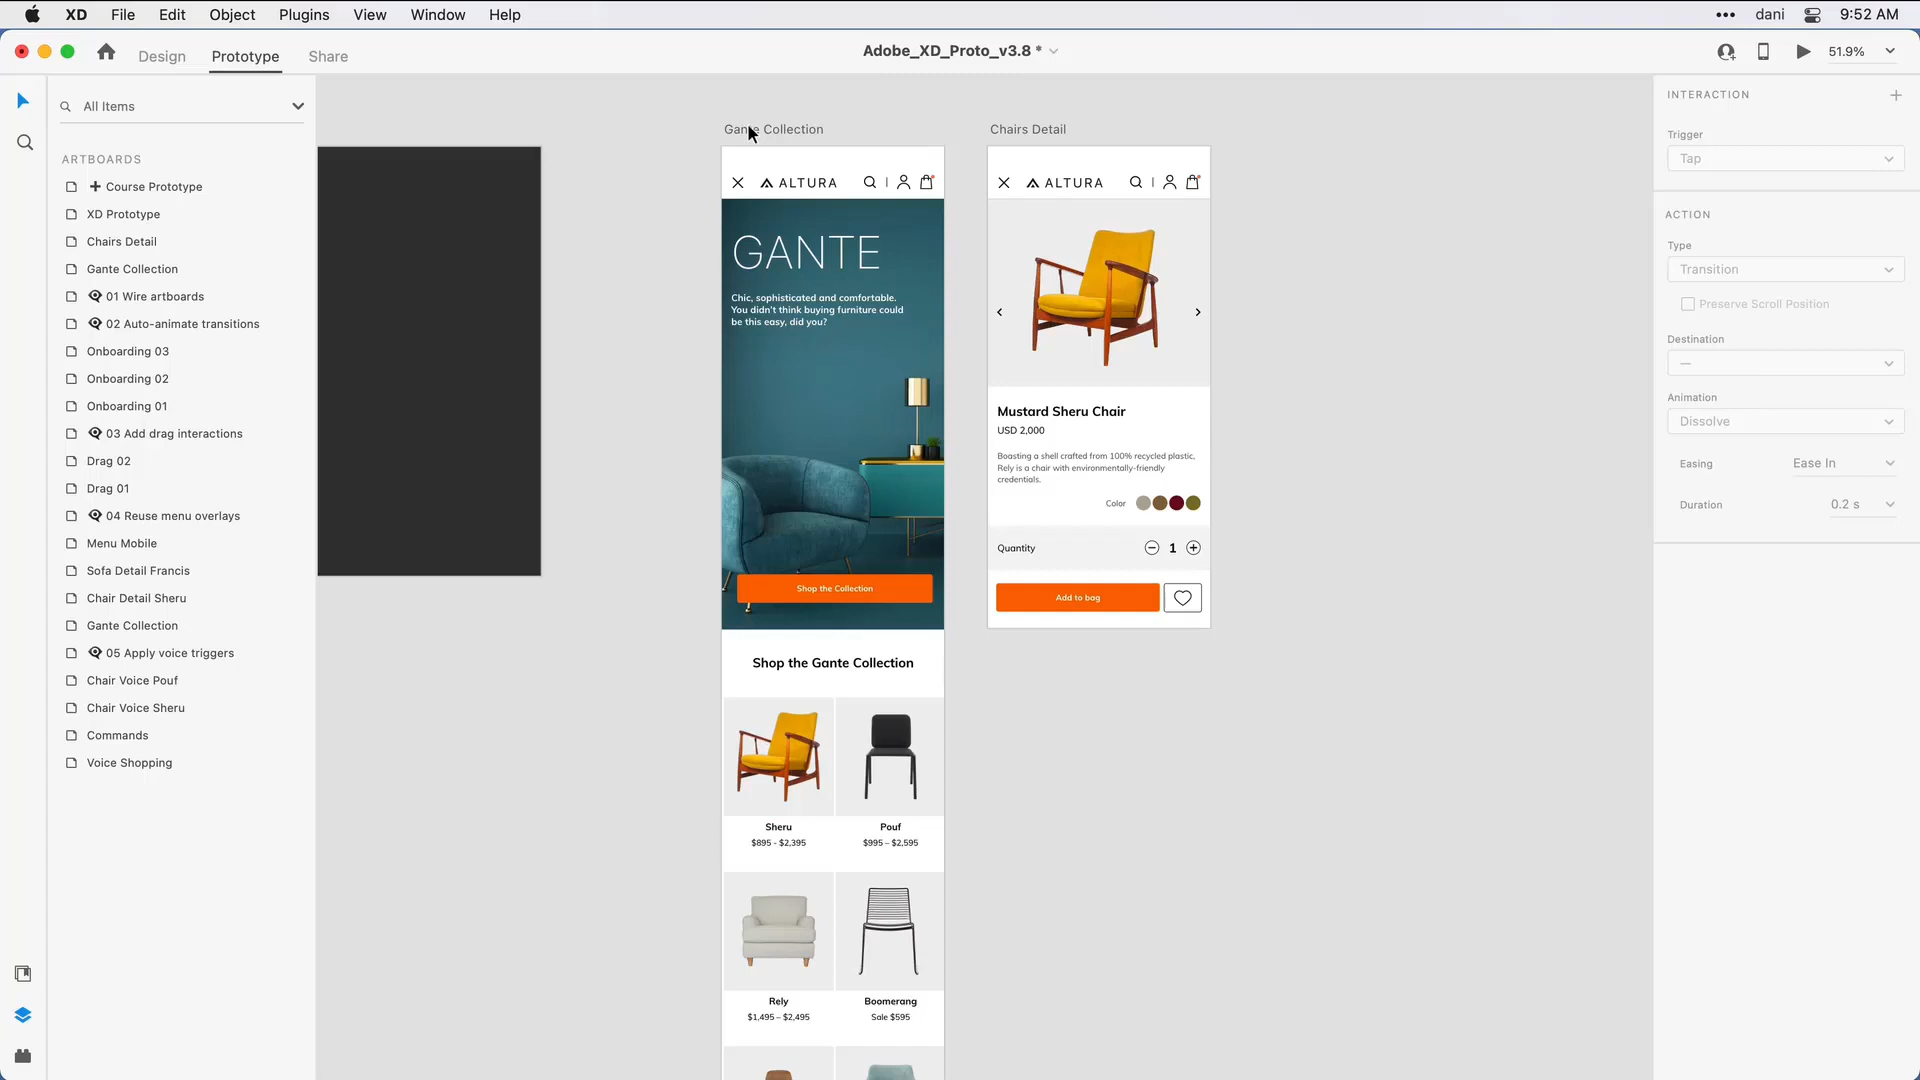 XD File Edit Object Plugins View Window Help
••• dani 9:52 AM
Design Prototype Share
Adobe_XD_Proto_v3.8 *
51.9%
All Items
ARTBOARDS
Course Prototype
XD Prototype
Chairs Detail
Gante Collection
01 Wire artboards
02 Auto-animate transitions
Onboarding 03
Onboarding 02
Onboarding 01
03 Add drag interactions
Drag 02
Drag 01
04 Reuse menu overlays
Menu Mobile
Sofa Detail Francis
Chair Detail Sheru
Gante Collection
05 Apply voice triggers
Chair Voice Pouf
Chair Voice Sheru
Commands
Voice Shopping
Gante Collection
ALTURA
GANTE
Chic, sophisticated and comfortable.
You didn't think buying furniture could
be this easy, did you?
Shop the Collection
Shop the Gante Collection
Sheru
$895 - $2,395
Pouf
$995 – $2,595
Rely
$1,495 – $2,495
Boomerang
Sale $595
Chairs Detail
ALTURA
Mustard Sheru Chair
USD 2,000
Boasting a shell crafted from 100% recycled plastic,
Rely is a chair with environmentally-friendly
credentials.
Color
Quantity
1
Add to bag
INTERACTION
Trigger
Tap
ACTION
Type
Transition
Preserve Scroll Position
Destination
—
Animation
Dissolve
Easing Ease In
Duration 0.2 s